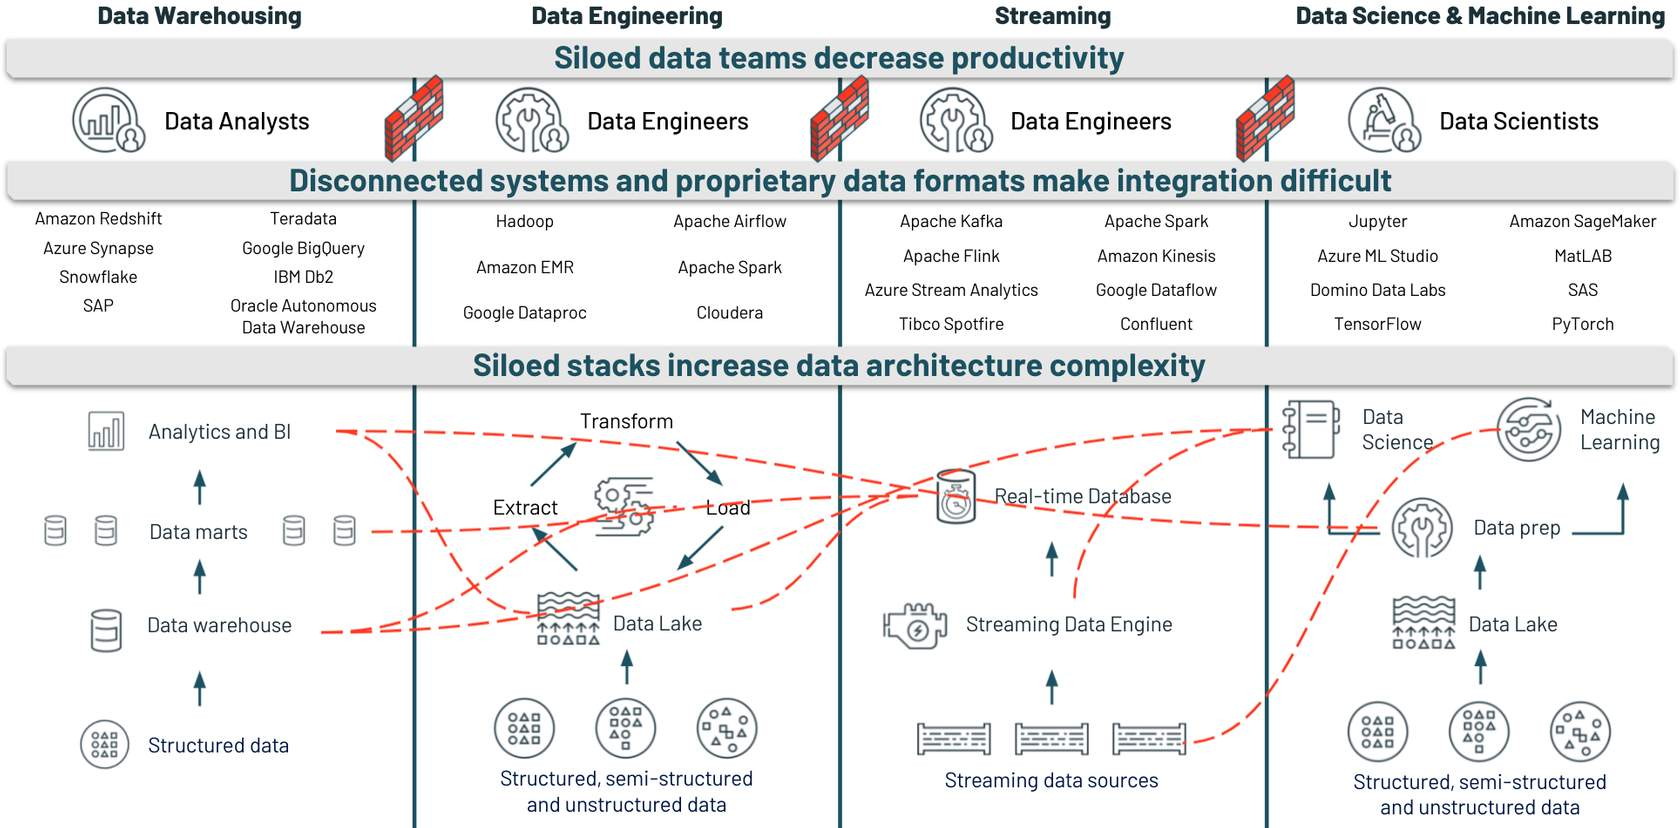 Data Warehousing
Data Engineering
Streaming
Data Science & Machine Learning
Siloed data teams decrease productivity
Data Analysts
Data Engineers
Data Engineers
Data Scientists
Disconnected systems and proprietary data formats make integration difficult
Amazon Redshift
Teradata
Azure Synapse
Google BigQuery
Snowflake
IBM Db2
SAP
Oracle Autonomous
Data Warehouse
Hadoop
Apache Airflow
Amazon EMR
Apache Spark
Google Dataproc
Cloudera
Apache Kafka
Apache Spark
Apache Flink
Amazon Kinesis
Azure Stream Analytics
Google Dataflow
Tibco Spotfire
Confluent
Jupyter
Amazon SageMaker
Azure ML Studio
MatLAB
Domino Data Labs
SAS
TensorFlow
PyTorch
Siloed stacks increase data architecture complexity
Analytics and BI
Data marts
Data warehouse
Structured data
Transform
Extract
Load
Data Lake
Structured, semi-structured
and unstructured data
Real-time Database
Streaming Data Engine
Streaming data sources
Data
Science
Machine
Learning
Data prep
Data Lake
Structured, semi-structured
and unstructured data